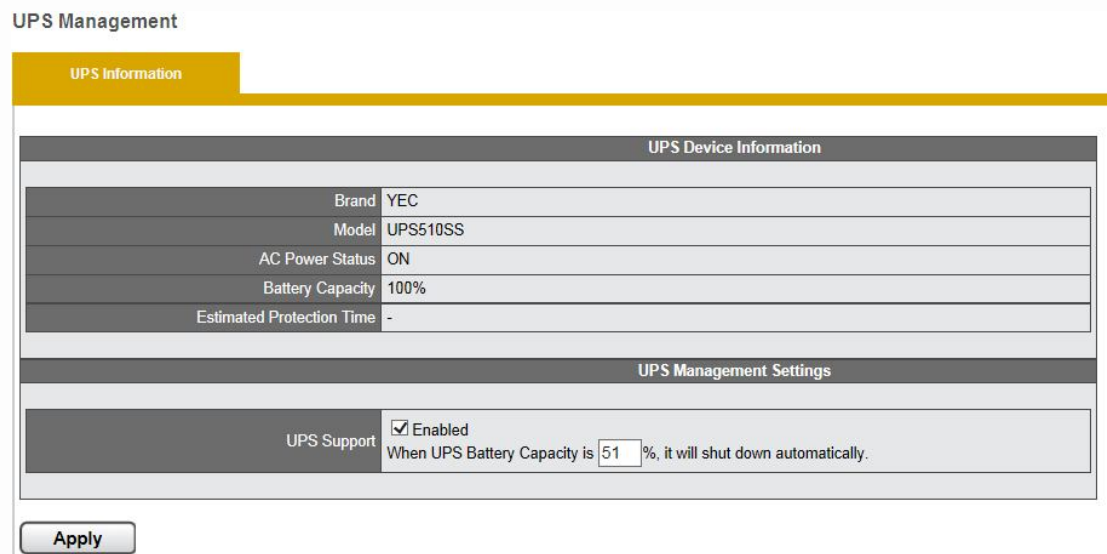 UPS Management
UPS Information
UPS Device Information
Brand YEC
Model UPS510SS
AC Power Status ON
Battery Capacity 100%
Estimated Protection Time -
UPS Management Settings
UPS Support
Enabled
When UPS Battery Capacity is 51 %, it will shut down automatically.
Apply